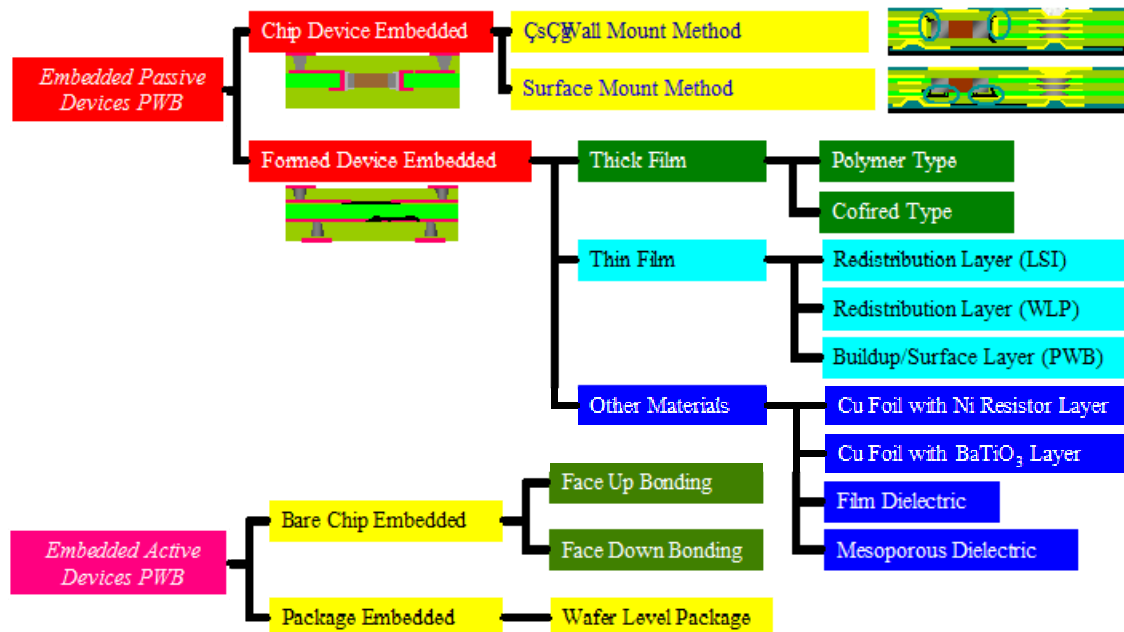 Embedded Passive
Devices PWB
Chip Device Embedded
ÇsÇgWall Mount Method
Surface Mount Method
Formed Device Embedded
Thick Film
Polymer Type
Cofired Type
Thin Film
Redistribution Layer (LSI)
Redistribution Layer (WLP)
Buildup/Surface Layer (PWB)
Other Materials
Cu Foil with Ni Resistor Layer
Cu Foil with BaTiO₃ Layer
Film Dielectric
Mesoporous Dielectric
Embedded Active
Devices PWB
Bare Chip Embedded
Face Up Bonding
Face Down Bonding
Package Embedded
Wafer Level Package